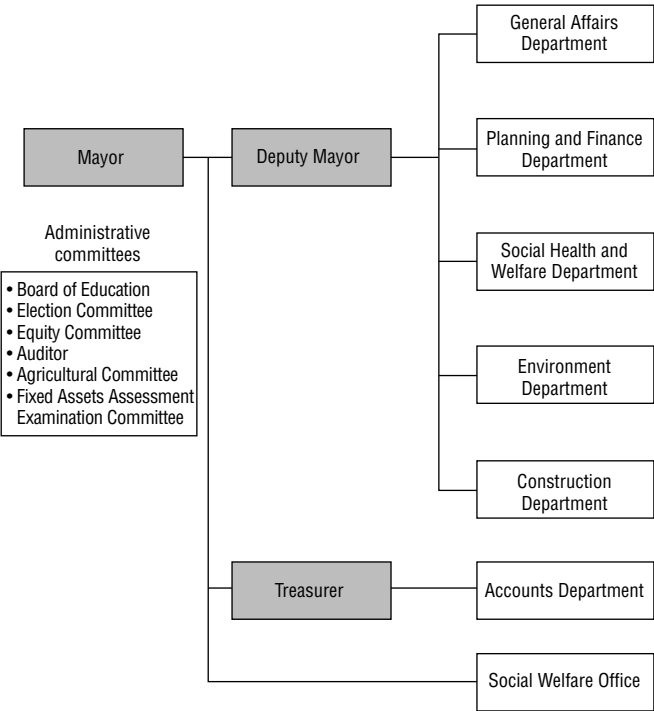 General Affairs
Department
Planning and Finance
Department
Mayor
Deputy Mayor
Administrative
committees
• Board of Education
• Election Committee
• Equity Committee
• Auditor
• Agricultural Committee
• Fixed Assets Assessment
Examination Committee
Social Health and
Welfare Department
Environment
Department
Construction
Department
Treasurer
Accounts Department
Social Welfare Office